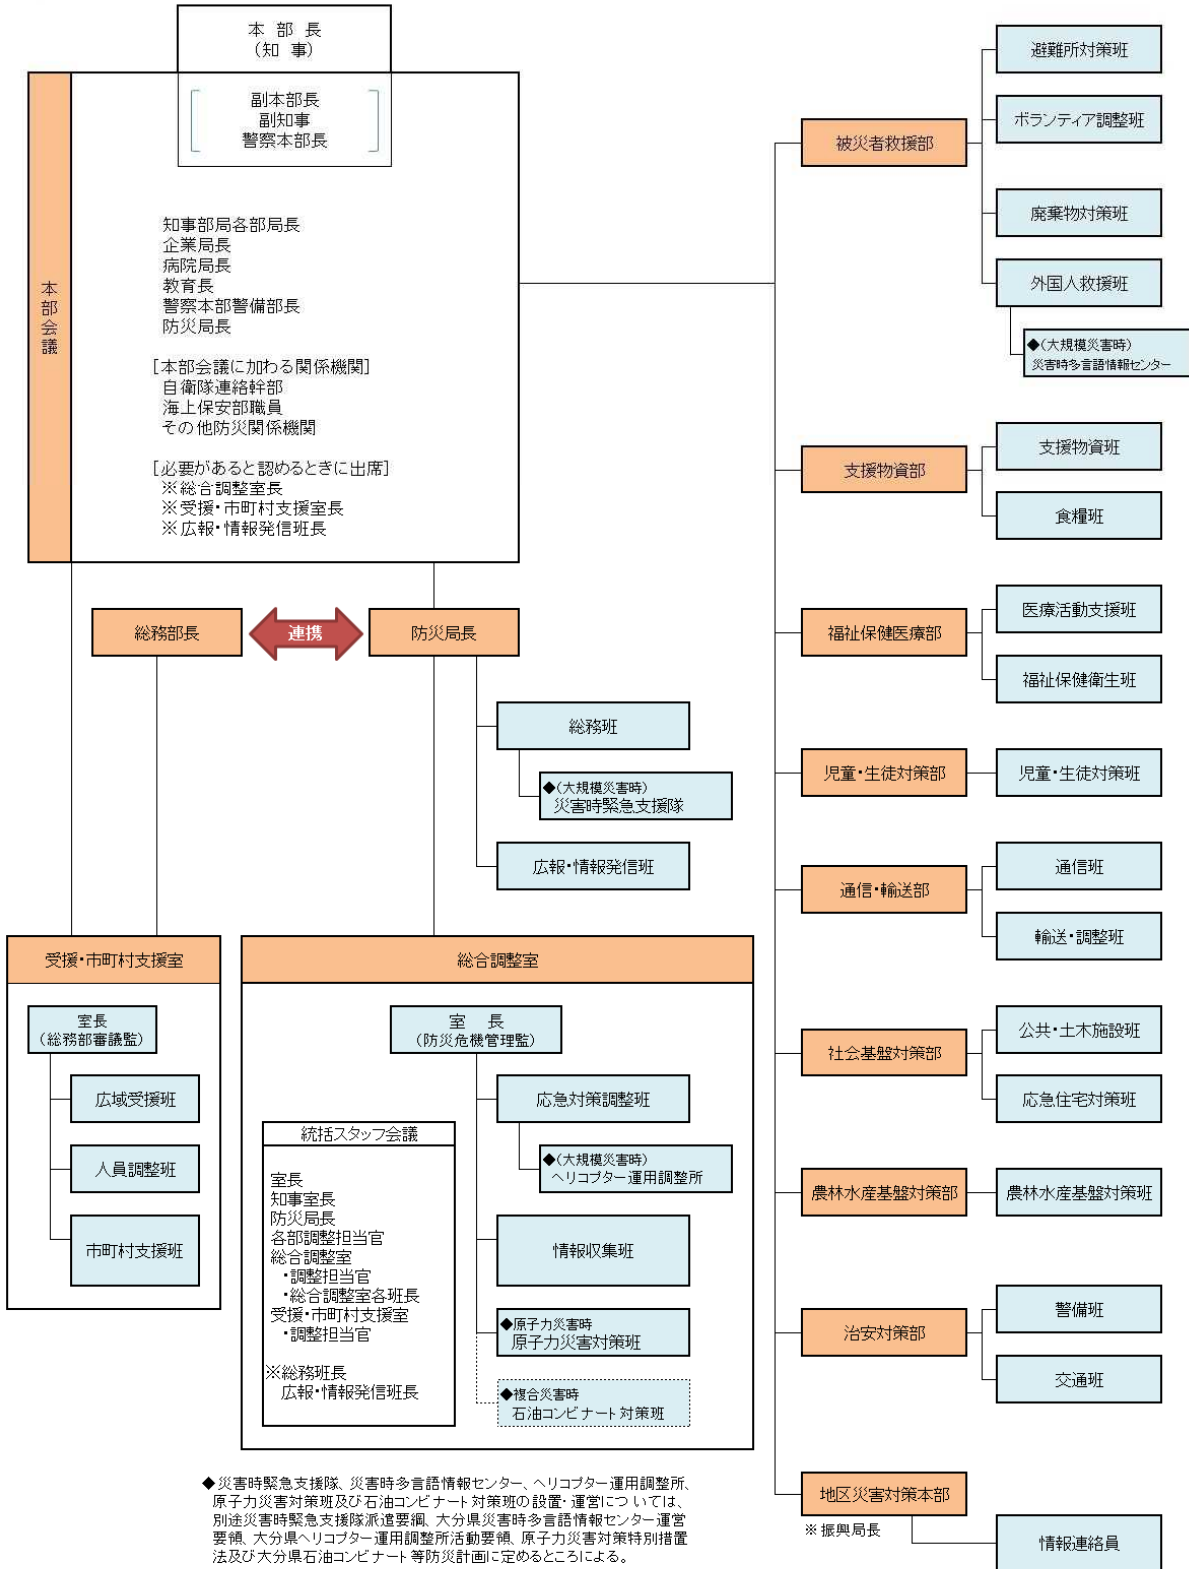 本 部 長
（知 事）
副本部長
副知事
警察本部長
本部会議
知事部局各部局長
企業局長
病院局長
教育長
警察本部警備部長
防災局長
［本部会議に加わる関係機関］
自衛隊連絡幹部
海上保安部職員
その他防災関係機関
［必要があると認めるときに出席］
※総合調整室長
※受援・市町村支援室長
※広報・情報発信班長
総務部長
連携
防災局長
総務班
◆（大規模災害時）
災害時緊急支援隊
広報・情報発信班
受援・市町村支援室
室長
（総務部審議監）
広域受援班
人員調整班
市町村支援班
総合調整室
室 長
（防災危機管理監）
応急対策調整班
◆（大規模災害時）
ヘリコプター運用調整所
情報収集班
◆原子力災害時
原子力災害対策班
◆複合災害時
石油コンビナート対策班
統括スタッフ会議
室長
知事室長
防災局長
各部調整担当官
総合調整室
・調整担当官
・総合調整室各班長
受援・市町村支援室
・調整担当官
※総務班長
広報・情報発信班長
被災者救援部
避難所対策班
ボランティア調整班
廃棄物対策班
外国人救援班
◆（大規模災害時）
災害時多言語情報センター
支援物資部
支援物資班
食糧班
福祉保健医療部
医療活動支援班
福祉保健衛生班
児童・生徒対策部
児童・生徒対策班
通信・輸送部
通信班
輸送・調整班
社会基盤対策部
公共・土木施設班
応急住宅対策班
農林水産基盤対策部
農林水産基盤対策班
治安対策部
警備班
交通班
地区災害対策本部
※振興局長
情報連絡員
◆災害時緊急支援隊、災害時多言語情報センター、ヘリコプター運用調整所、
原子力災害対策班及び石油コンビナート対策班の設置・運営については、
別途災害時緊急支援隊派遣要綱、大分県災害時多言語情報センター運営
要領、大分県ヘリコプター運用調整所活動要領、原子力災害対策特別措置
法及び大分県石油コンビナート等防災計画に定めるところによる。